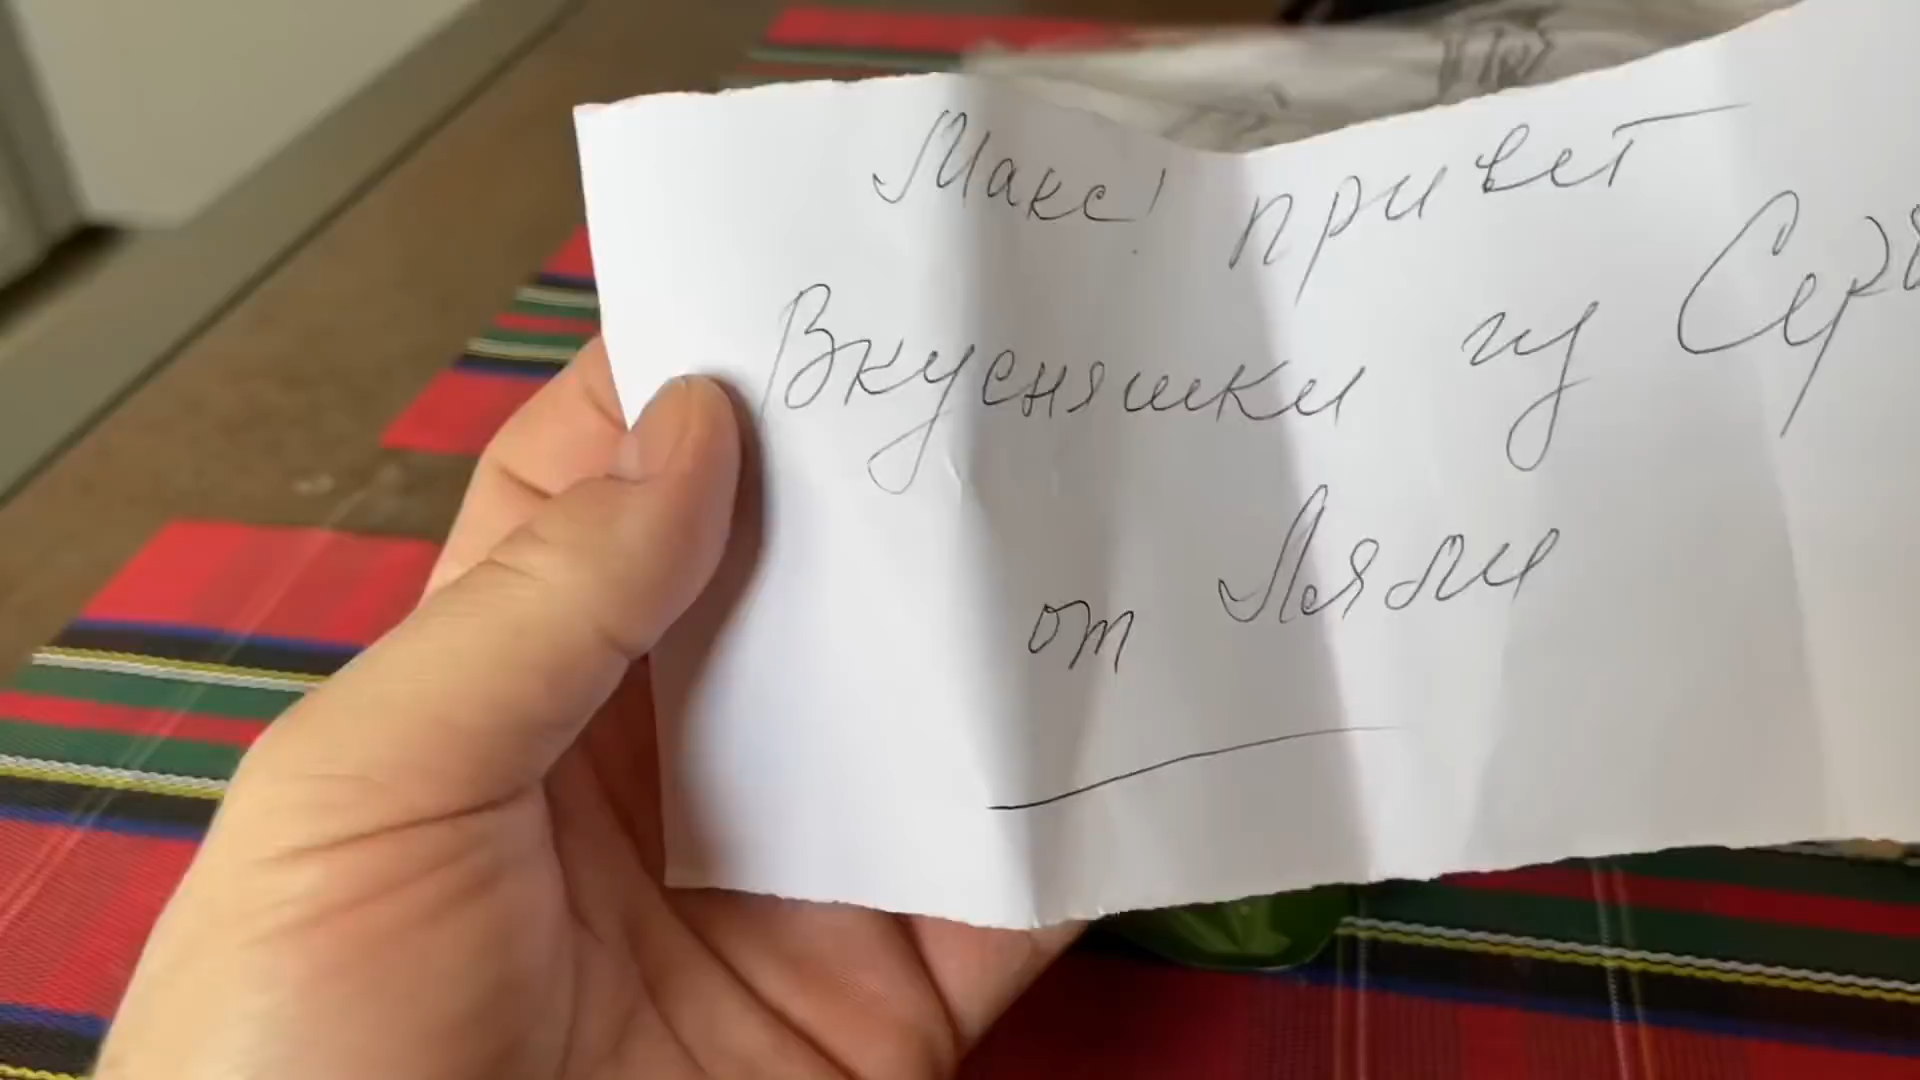 Макс! привет
Вкусняшки из
от Ляли